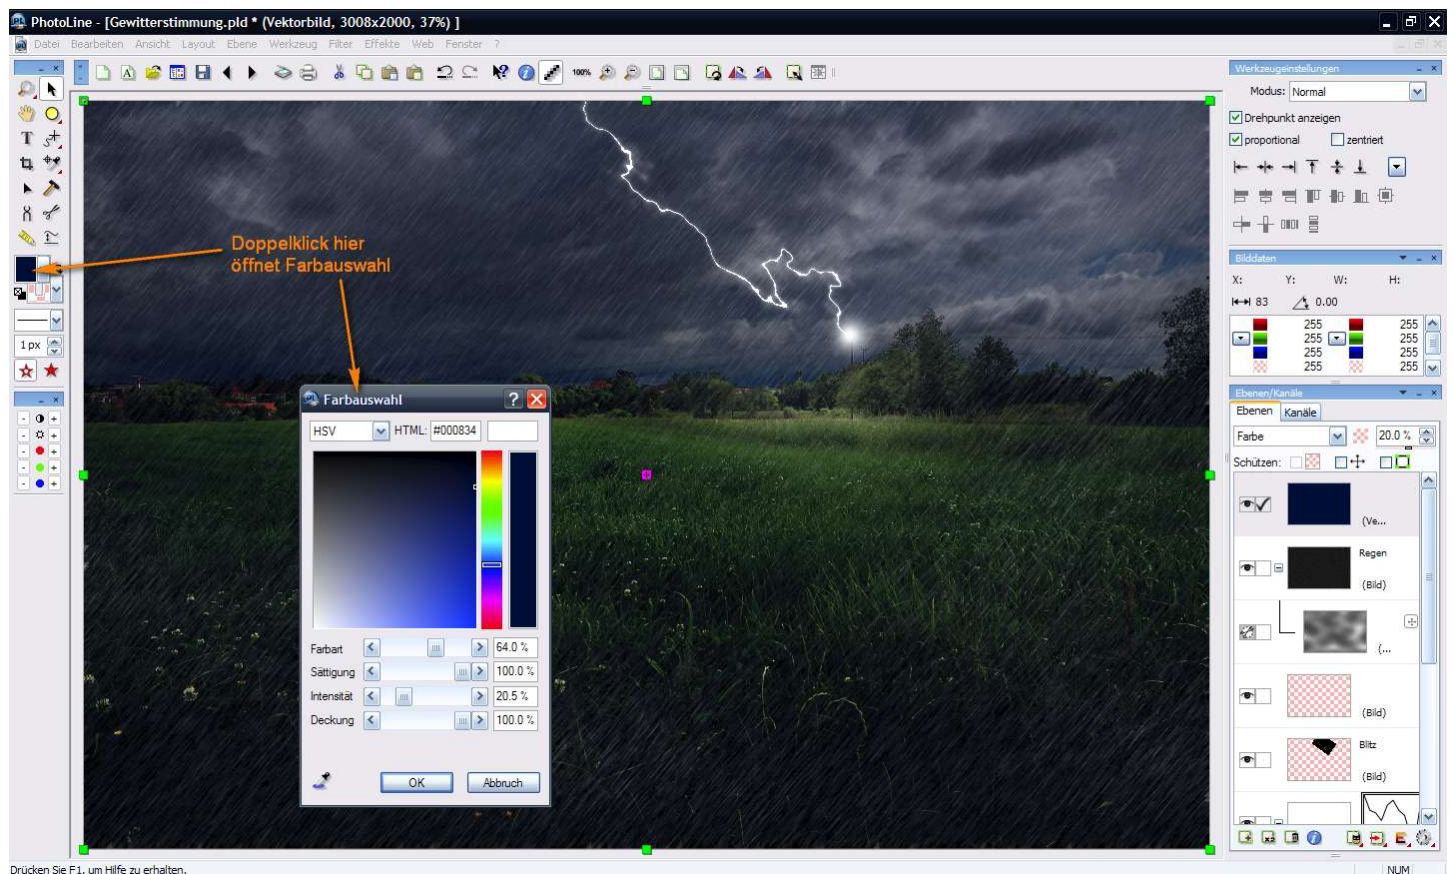 PhotoLine - [Gewitterstimmung.pld * (Vektorbild, 3008x2000, 37%) ]
Datei Bearbeiten Ansicht Layout Ebene Werkzeug Filter Effekte Web Fenster ?
100%
T
1 px
Doppelklick hier
öffnet Farbauswahl
Farbauswahl
HSV HTML: #000834
Farbart 64.0 %
Sättigung 100.0 %
Intensität 20.5 %
Deckung 100.0 %
OK Abbruch
Werkzeugeinstellungen
Modus: Normal
Drehpunkt anzeigen
proportional zentriert
Bilddaten
X: Y: W: H:
83 0.00
255 255
255 255
255 255
255 255
Ebenen/Kanäle
Ebenen Kanäle
Farbe 20.0 %
Schützen:
(Ve...
Regen
(Bild)
(...
(Bild)
Blitz
(Bild)
Drücken Sie F1, um Hilfe zu erhalten.
NUM